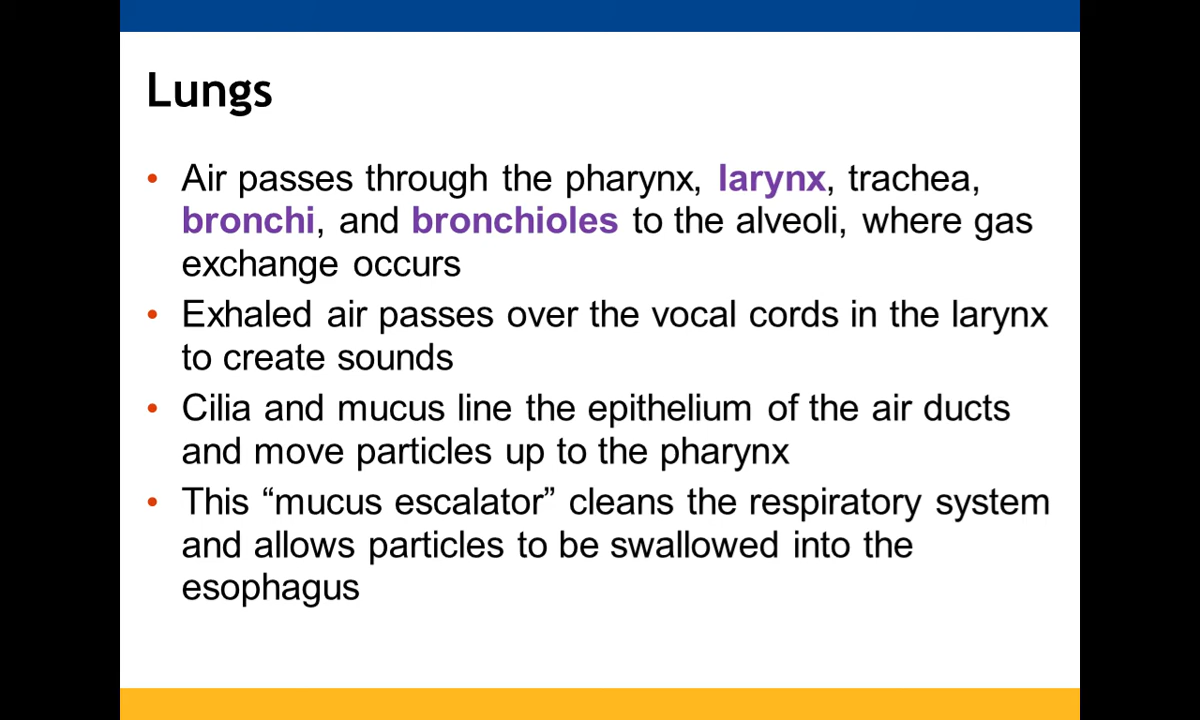 Lungs
• Air passes through the pharynx, larynx, trachea,
bronchi, and bronchioles to the alveoli, where gas
exchange occurs
• Exhaled air passes over the vocal cords in the larynx
to create sounds
• Cilia and mucus line the epithelium of the air ducts
and move particles up to the pharynx
• This “mucus escalator” cleans the respiratory system
and allows particles to be swallowed into the
esophagus